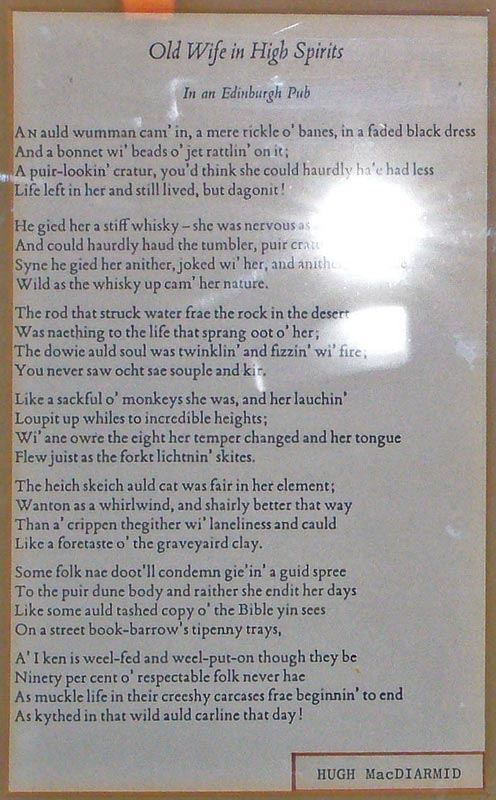 Old Wife in High Spirits
In an Edinburgh Pub
AN auld wumman cam' in, a mere rickle o' banes, in a faded black dress
And a bonnet wi' beads o' jet rattlin' on it;
A puir-lookin' cratur, you'd think she could haurdly ha'e had less
Life left in her and still lived, but dagonit!
He gied her a stiff whisky – she was nervous as
And could haurdly haud the tumbler, puir
Syne he gied her anither, joked wi' her, and
Wild as the whisky up cam' her nature.
The rod that struck water frae the rock in the desert
Was naething to the life that sprang oot o' her;
The dowie auld soul was twinklin' and fizzin' wi' fire;
You never saw ocht sae souple and kir.
Like a sackful o' monkeys she was, and her lauchin'
Loupit up whiles to incredible heights;
Wi' ane owre the eight her temper changed and her tongue
Flew juist as the forkt lichtnin' skites.
The heich skeich auld cat was fair in her element;
Wanton as a whirlwind, and shairly better that way
Than a' crippen thegither wi' laneliness and cauld
Like a foretaste o' the graveyaird clay.
Some folk nae doot'll condemn gie'in' a guid spree
To the puir dune body and raither she endit her days
Like some auld tashed copy o' the Bible yin sees
On a street book-barrow's tipenny trays,
A' I ken is weel-fed and weel-put-on though they be
Ninety per cent o' respectable folk never hae
As muckle life in their creeshy carcases frae beginnin' to end
As kythed in that wild auld carline that day!
HUGH MacDIARMID